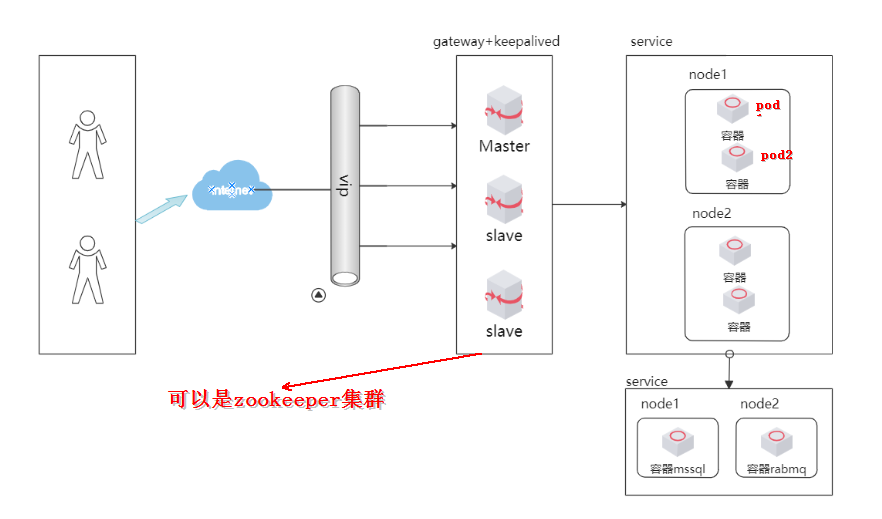 gateway+keepalived
service
node1
pod
容器
pod2
容器
Master
internet
vip
slave
node2
容器
容器
slave
可以是zookeeper集群
service
node1
node2
容器mssql
容器rabmq